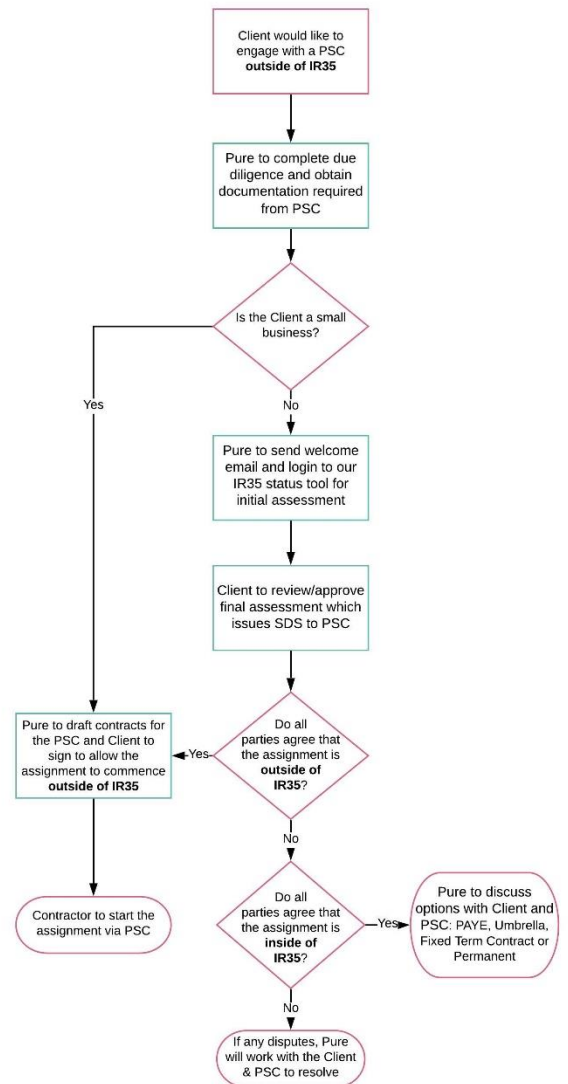 Client would like to
engage with a PSC
outside of IR35
Pure to complete due
diligence and obtain
documentation required
from PSC
Is the Client a small
business?
Yes
No
Pure to send welcome
email and login to our
IR35 status tool for
initial assessment
Client to review/approve
final assessment which
issues SDS to PSC
Do all
parties agree that
the assignment is
outside of
IR35?
Yes
Pure to draft contracts for
the PSC and Client to
sign to allow the
assignment to commence
outside of IR35
Contractor to start the
assignment via PSC
No
Do all
parties agree that
the assignment is
inside of
IR35?
Yes
Pure to discuss
options with Client and
PSC: PAYE, Umbrella,
Fixed Term Contract or
Permanent
No
If any disputes, Pure
will work with the Client
& PSC to resolve